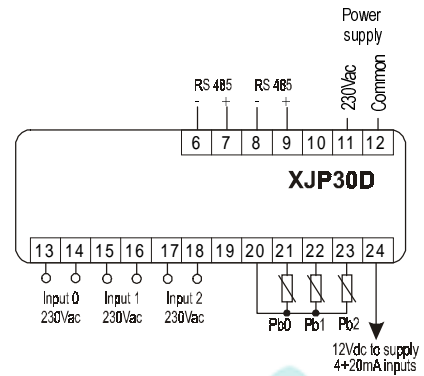 Power
supply
RS 485 RS 485 230Vac Common
- + - +
6 7 8 9 10 11 12
XJP30D
13 14 15 16 17 18 19 20 21 22 23 24
Input 0 Input 1 Input 2
230Vac 230Vac 230Vac
Pb0 Pb1 Pb2
12Vdc to supply
4+20mA inputs